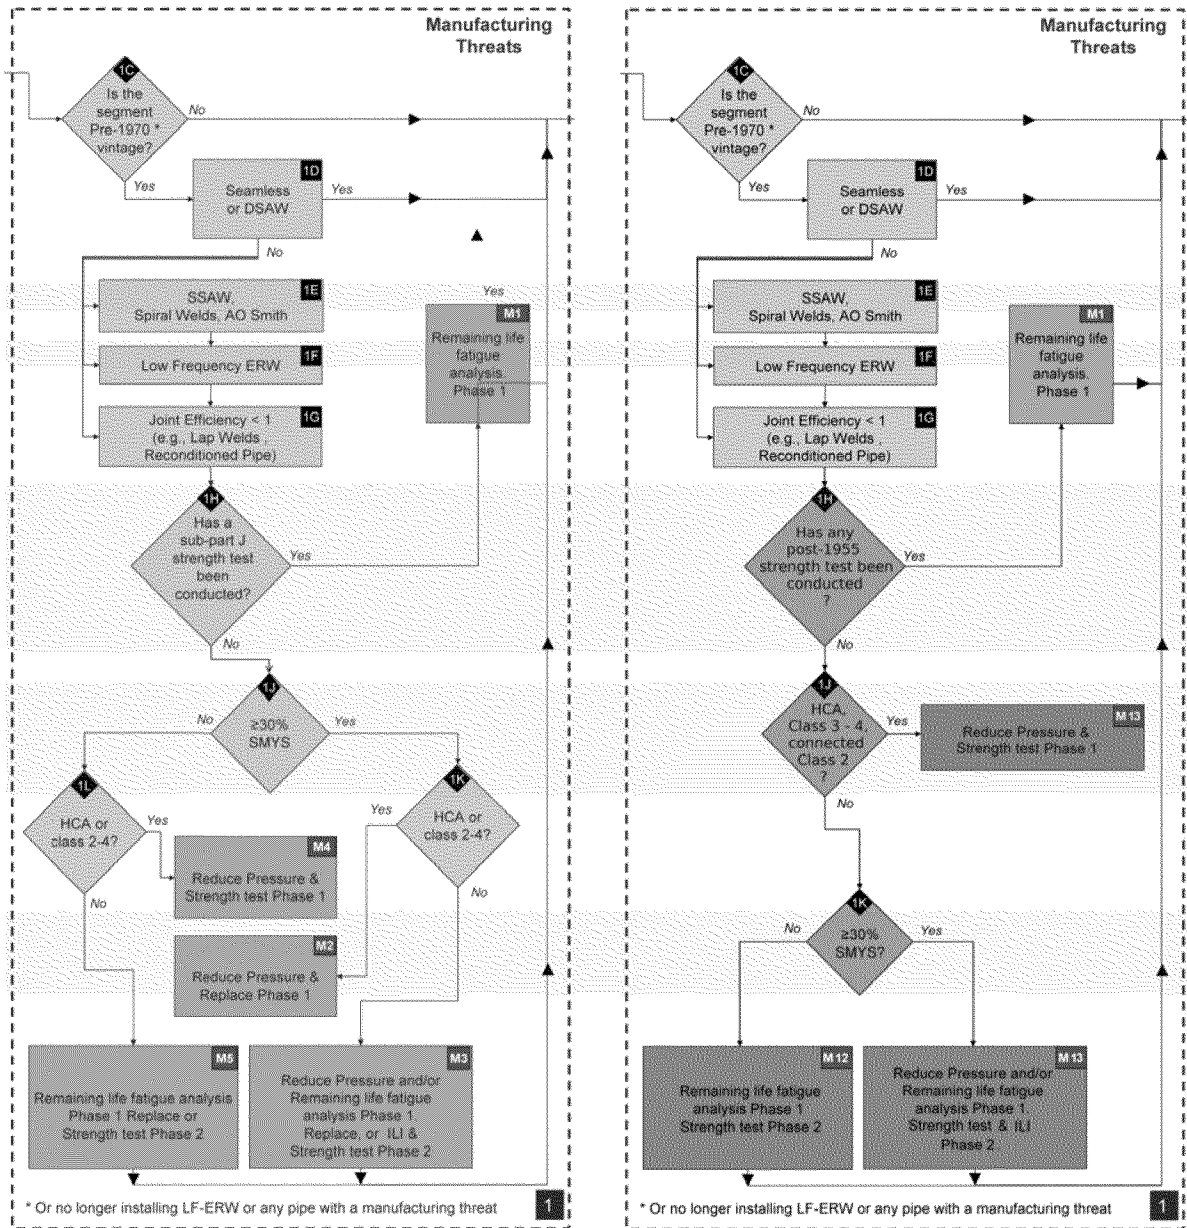 Manufacturing
Threats
1C
Is the
segment
Pre-1970 *
vintage?
No
Yes
1D
Seamless
or DSAW
Yes
No
1E
SSAW,
Spiral Welds, AO Smith
1F
Low Frequency ERW
1G
Joint Efficiency < 1
(e.g., Lap Welds ,
Reconditioned Pipe)
Yes
M1
Remaining life
fatigue
analysis.
Phase 1
1H
Has a
sub-part J
strength test
been
conducted?
Yes
No
1J
≥30%
SMYS
No
Yes
1L
HCA or
class 2-4?
Yes
No
1K
HCA or
class 2-4?
Yes
No
M4
Reduce Pressure &
Strength test Phase 1
M2
Reduce Pressure &
Replace Phase 1
M5
Remaining life fatigue analysis
Phase 1 Replace or
Strength test Phase 2
M3
Reduce Pressure and/or
Remaining life fatigue
analysis Phase 1.
Replace, or ILI &
Strength test Phase 2
* Or no longer installing LF-ERW or any pipe with a manufacturing threat
1
Manufacturing
Threats
1C
Is the
segment
Pre-1970 *
vintage?
No
Yes
1D
Seamless
or DSAW
Yes
No
1E
SSAW,
Spiral Welds, AO Smith
1F
Low Frequency ERW
1G
Joint Efficiency < 1
(e.g., Lap Welds ,
Reconditioned Pipe)
M1
Remaining life
fatigue
analysis.
Phase 1
1H
Has any
post-1955
strength test been
conducted
?
Yes
No
1J
HCA,
Class 3 - 4,
connected
Class 2
?
Yes
No
M13
Reduce Pressure &
Strength test Phase 1
1K
≥30%
SMYS?
No
Yes
M12
Remaining life fatigue
analysis Phase 1
Strength test Phase 2
M13
Reduce Pressure and/or
Remaining life fatigue
analysis Phase 1.
Strength test & ILI
Phase 2
* Or no longer installing LF-ERW or any pipe with a manufacturing threat
1